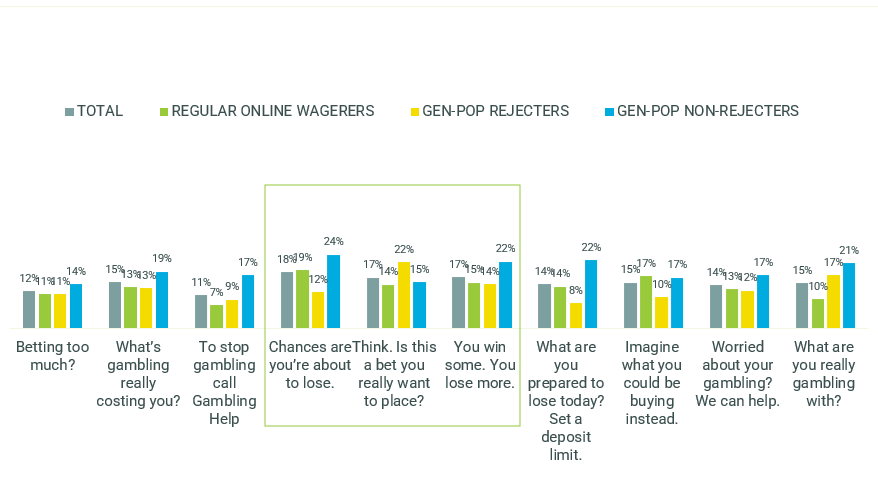 TOTAL REGULAR ONLINE WAGERERS GEN-POP REJECTERS GEN-POP NON-REJECTERS
12% 11% 11% 14%
15% 13% 13% 19%
11% 7% 9% 17%
18% 19% 12% 24%
17% 14% 22% 15%
17% 15% 14% 22%
14% 14% 8% 22%
15% 17% 10% 17%
14% 13% 12% 17%
15% 10% 17% 21%
Betting too
much?
What's
gambling
really
costing you?
To stop
gambling
call
Gambling
Help
Chances are
you're about
to lose.
Think. Is this
a bet you
really want
to place?
You win
some. You
lose more.
What are
you
prepared to
lose today?
Set a
deposit
limit.
Imagine
what you
could be
buying
instead.
Worried
about your
gambling?
We can help.
What are
you really
gambling
with?